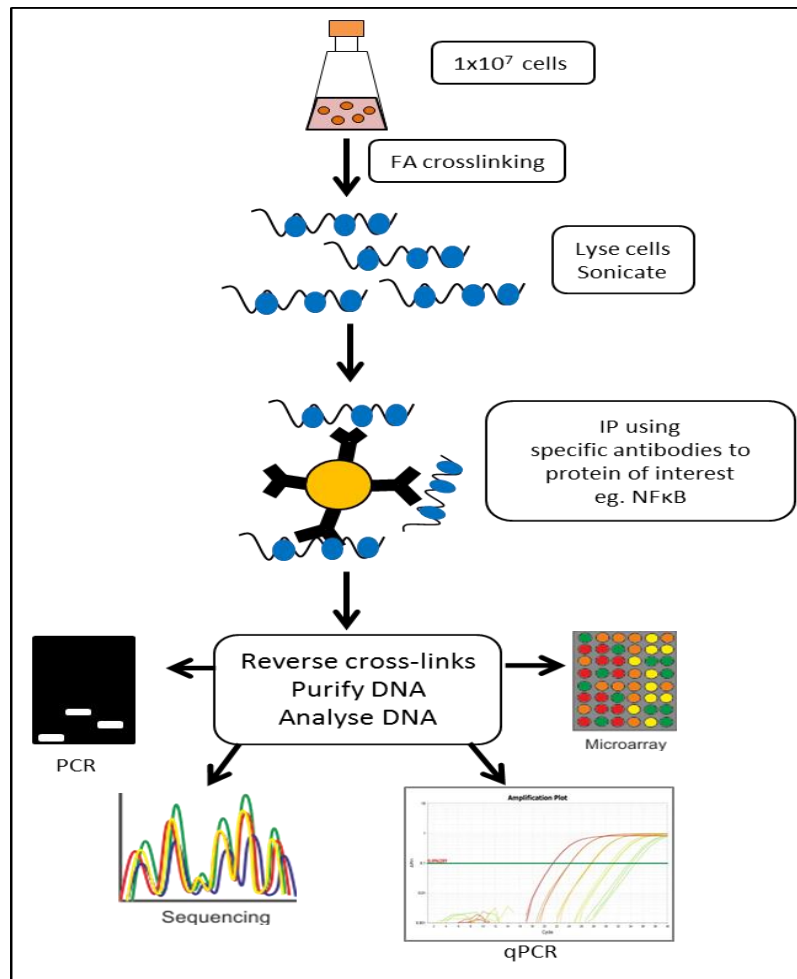 1x10⁷ cells
FA crosslinking
Lyse cells
Sonicate
IP using
specific antibodies to
protein of interest
eg. NFκB
Reverse cross-links
Purify DNA
Analyse DNA
PCR
Microarray
Sequencing
Amplification Plot
Cycle
qPCR